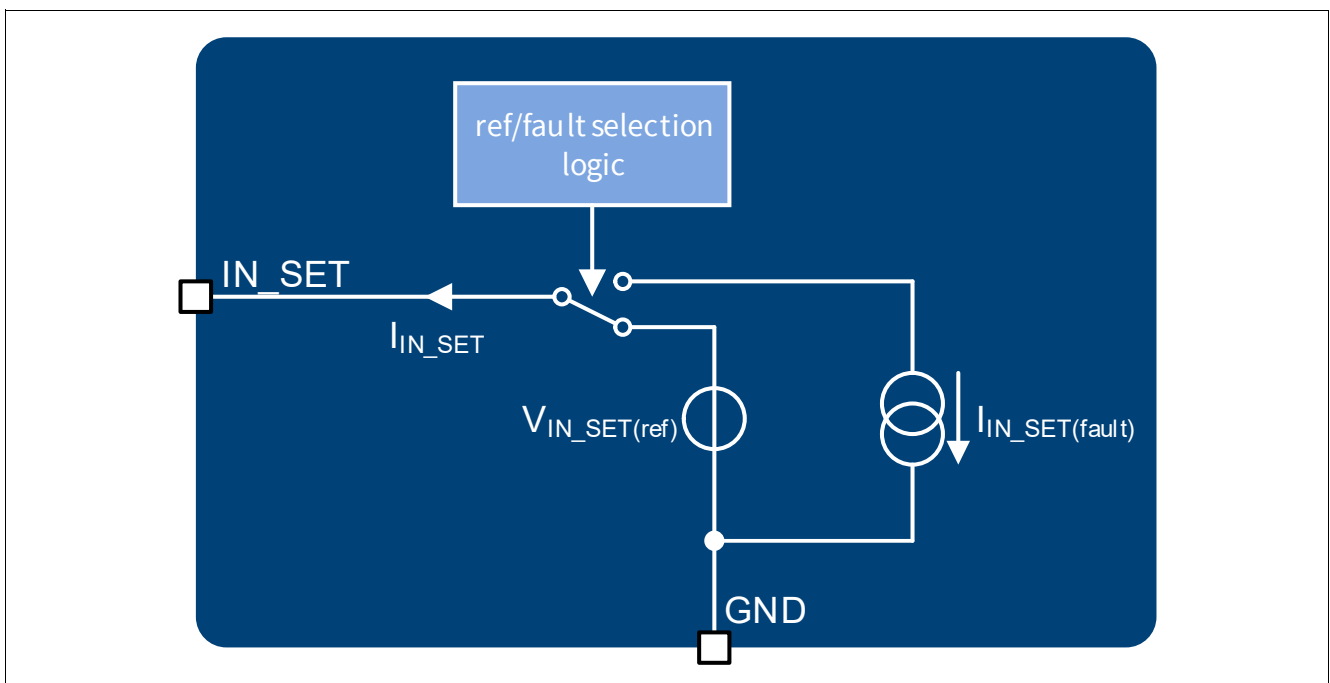 ref/fault selection
logic
IN_SET
I_IN_SET
V_IN_SET(ref)
I_IN_SET(fault)
GND